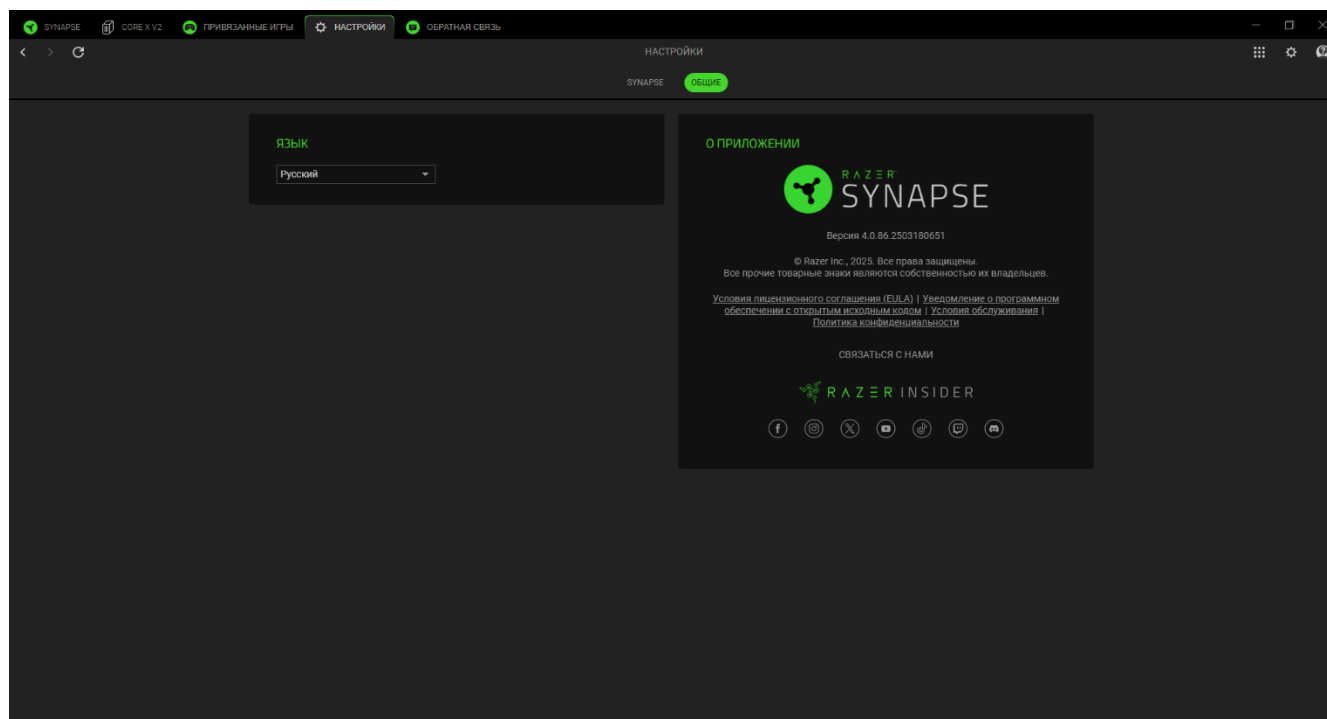 SYNAPSE
CORE X V2
ПРИВЯЗАННЫЕ ИГРЫ
НАСТРОЙКИ
ОБРАТНАЯ СВЯЗЬ
НАСТРОЙКИ
SYNAPSE
ОБЩИЕ
ЯЗЫК
Русский
О ПРИЛОЖЕНИИ
RAZER
SYNAPSE
Версия 4.0.86.2503180651
© Razer Inc., 2025. Все права защищены.
Все прочие товарные знаки являются собственностью их владельцев.
Условия лицензионного соглашения (EULA) | Уведомление о программном
обеспечении с открытым исходным кодом | Условия обслуживания |
Политика конфиденциальности
СВЯЗАТЬСЯ С НАМИ
RAZER INSIDER